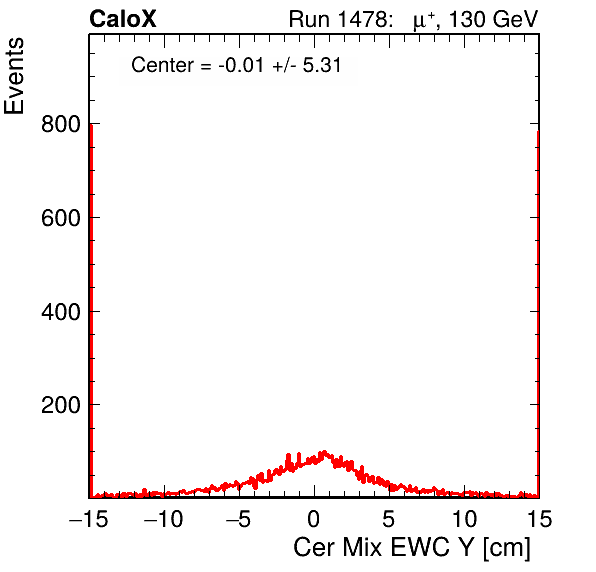 CaloX Run 1478: μ⁺, 130 GeV
Center = -0.01 +/- 5.31
Events
800
600
400
200
−15 −10 −5 0 5 10 15
Cer Mix EWC Y [cm]